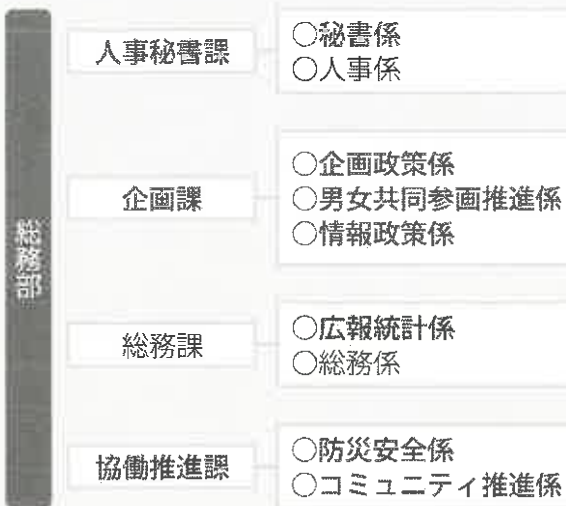 総務部
人事秘書課
○秘書係
○人事係
企画課
○企画政策係
○男女共同参画推進係
○情報政策係
総務課
○広報統計係
○総務係
協働推進課
○防災安全係
○コミュニティ推進係